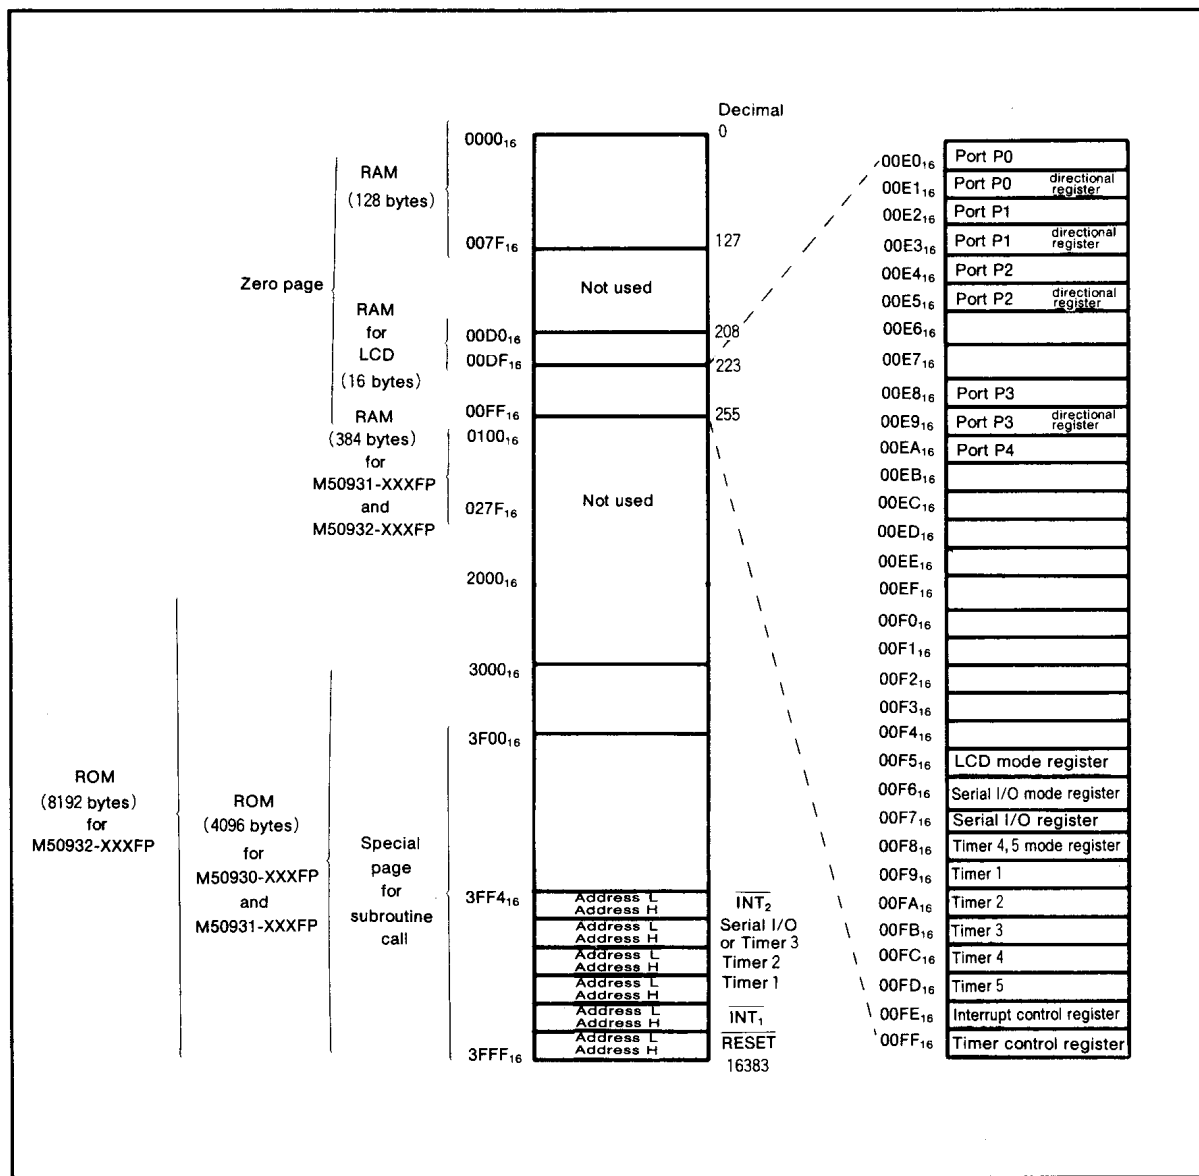 Decimal
0
0000₁₆
RAM
(128 bytes)
007F₁₆
127
Zero page
Not used
RAM
for
LCD
(16 bytes)
00D0₁₆
208
00DF₁₆
223
00FF₁₆
255
RAM
(384 bytes)
for
M50931-XXXFP
and
M50932-XXXFP
0100₁₆
027F₁₆
Not used
2000₁₆
3000₁₆
3F00₁₆
ROM
(8192 bytes)
for
M50932-XXXFP
ROM
(4096 bytes)
for
M50930-XXXFP
and
M50931-XXXFP
Special
page
for
subroutine
call
3FF4₁₆
Address L
Address H
INT₂
Address L
Address H
Serial I/O
or Timer 3
Address L
Address H
Timer 2
Address L
Address H
Timer 1
Address L
Address H
INT₁
Address L
Address H
RESET
3FFF₁₆
16383
00E0₁₆ Port P0
00E1₁₆ Port P0 directional register
00E2₁₆ Port P1
00E3₁₆ Port P1 directional register
00E4₁₆ Port P2
00E5₁₆ Port P2 directional register
00E6₁₆
00E7₁₆
00E8₁₆ Port P3
00E9₁₆ Port P3 directional register
00EA₁₆ Port P4
00EB₁₆
00EC₁₆
00ED₁₆
00EE₁₆
00EF₁₆
00F0₁₆
00F1₁₆
00F2₁₆
00F3₁₆
00F4₁₆
00F5₁₆ LCD mode register
00F6₁₆ Serial I/O mode register
00F7₁₆ Serial I/O register
00F8₁₆ Timer 4, 5 mode register
00F9₁₆ Timer 1
00FA₁₆ Timer 2
00FB₁₆ Timer 3
00FC₁₆ Timer 4
00FD₁₆ Timer 5
00FE₁₆ Interrupt control register
00FF₁₆ Timer control register